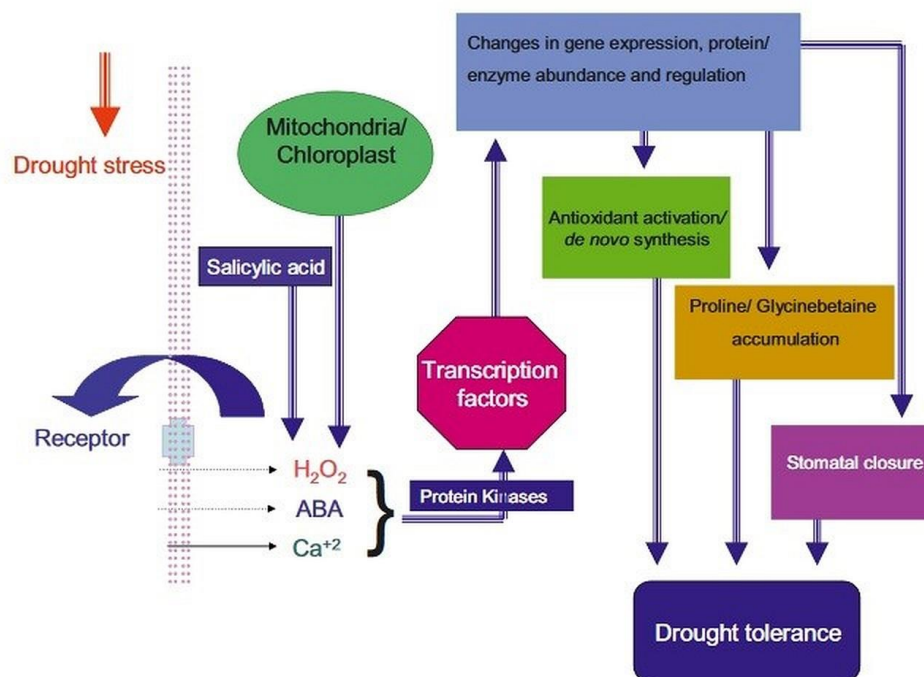 Drought stress
Mitochondria/
Chloroplast
Salicylic acid
Receptor
H₂O₂
ABA
Ca⁺²
Protein Kinases
Transcription
factors
Changes in gene expression, protein/
enzyme abundance and regulation
Antioxidant activation/
de novo synthesis
Proline/ Glycinebetaine
accumulation
Stomatal closure
Drought tolerance